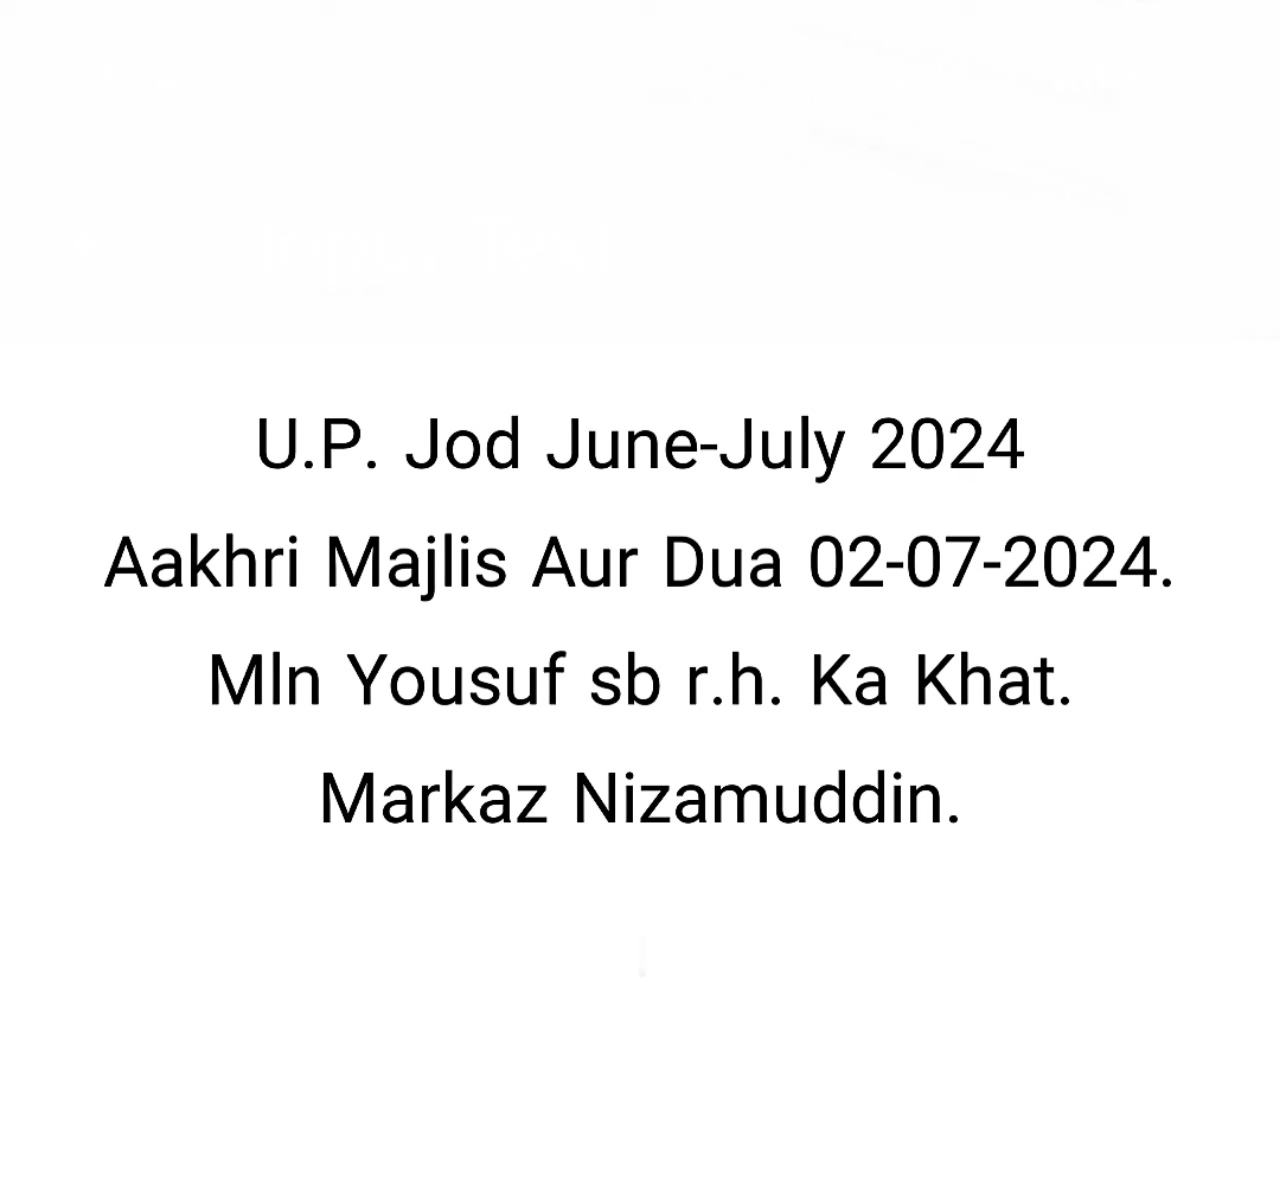 U.P. Jod June-July 2024
Aakhri Majlis Aur Dua 02-07-2024.
Mln Yousuf sb r.h. Ka Khat.
Markaz Nizamuddin.